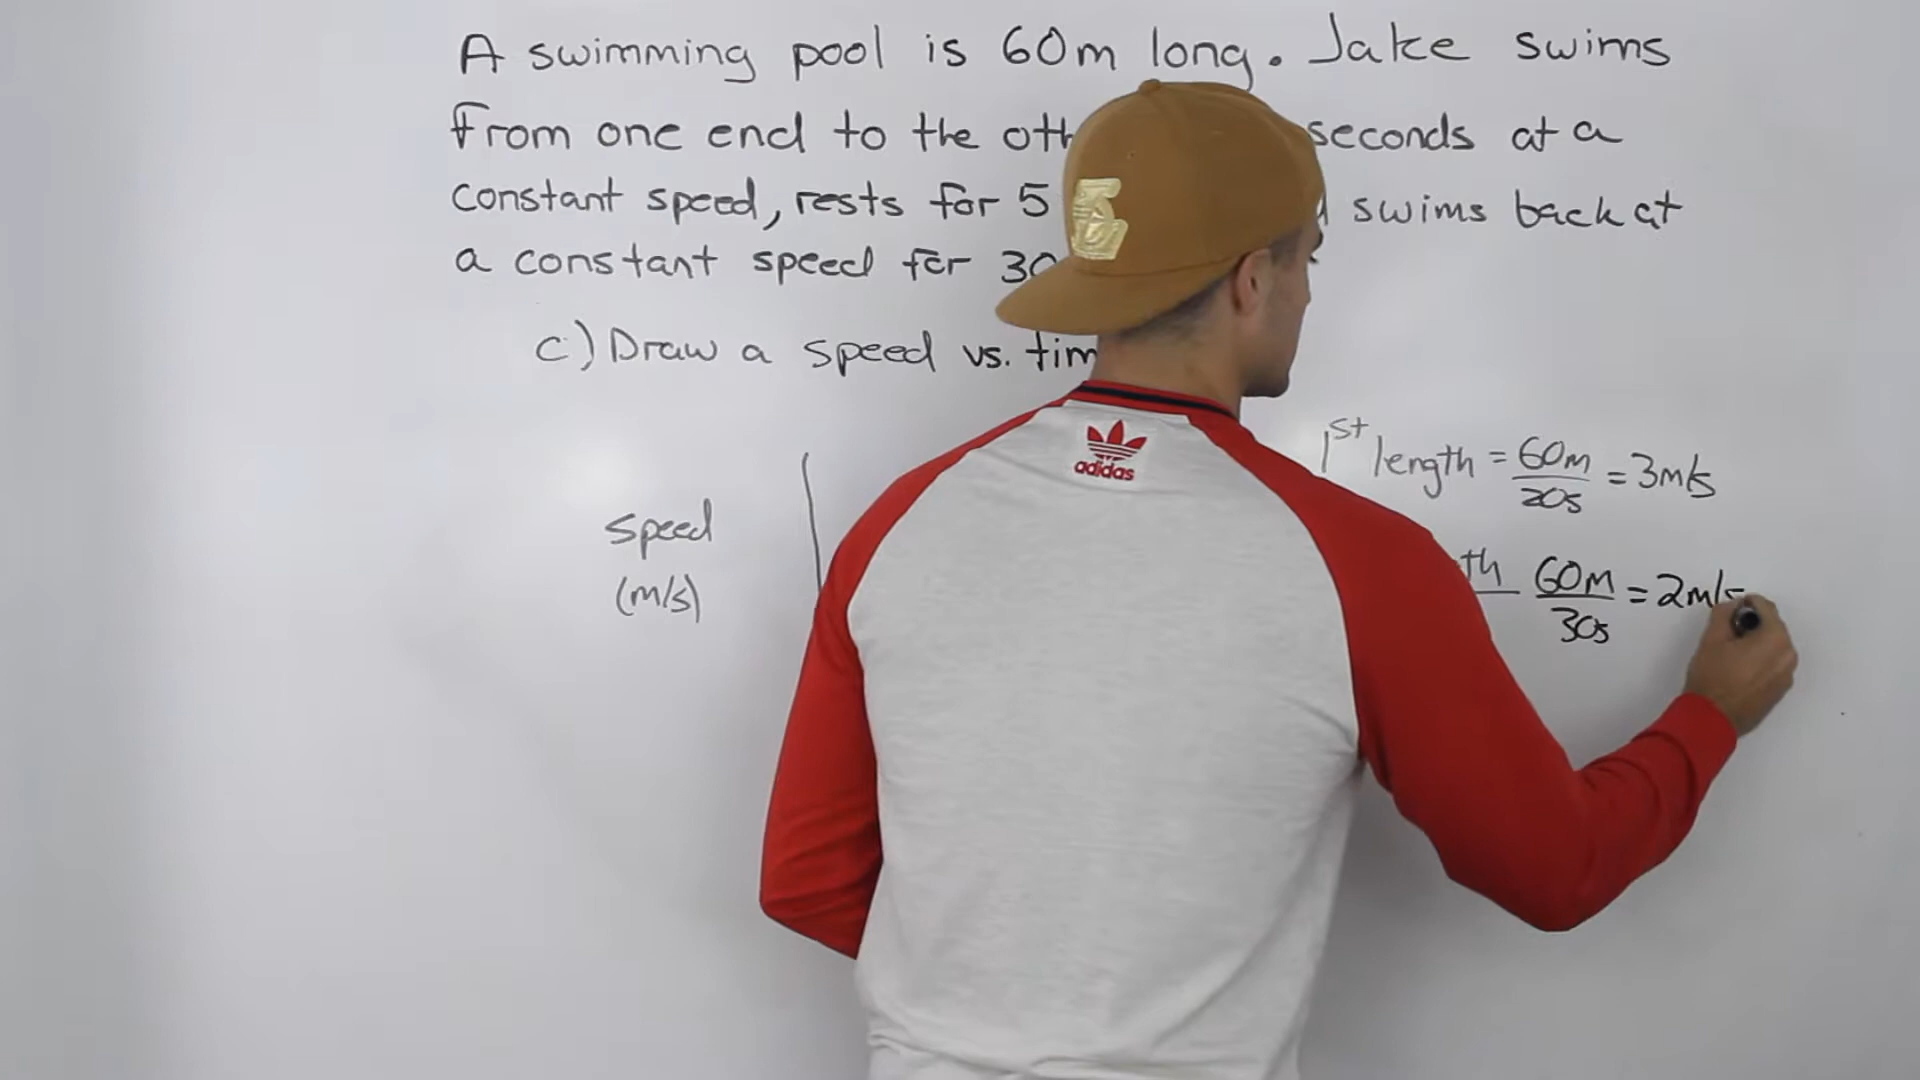 A swimming pool is 60m long. Jake swims
from one end to the oth seconds at a
constant speed, rests for 5 swims back at
a constant speed for 30
c) Draw a speed vs. tim
1st length = 60m/20s = 3m/s
speed
(m/s)
th 60m/30s = 2m/s
adidas